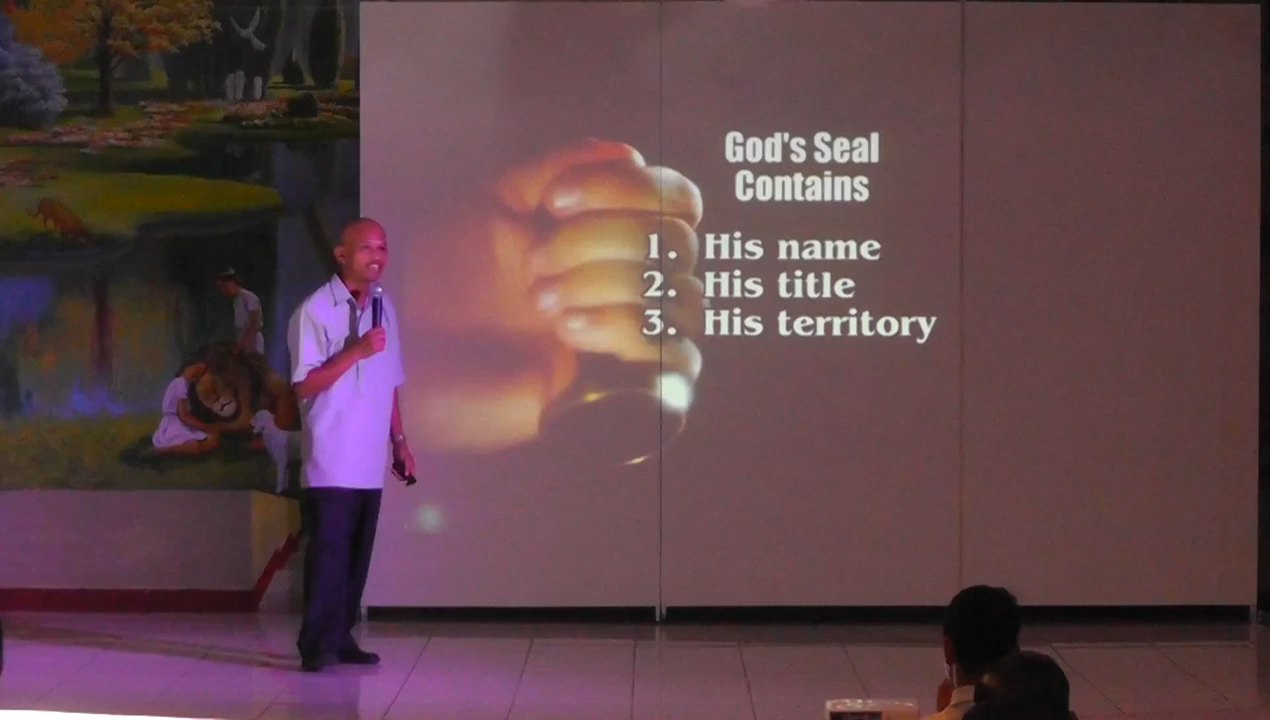 God's Seal
Contains
1. His name
2. His title
3. His territory